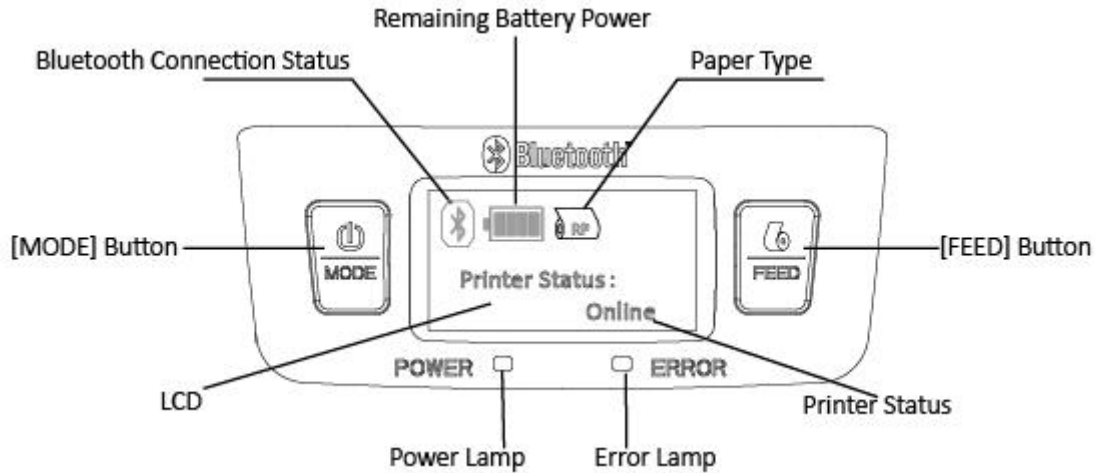 Remaining Battery Power
Bluetooth Connection Status
Paper Type
Bluetooth
[MODE] Button
MODE
RP
FEED
[FEED] Button
Printer Status :
Online
POWER
ERROR
LCD
Printer Status
Power Lamp
Error Lamp